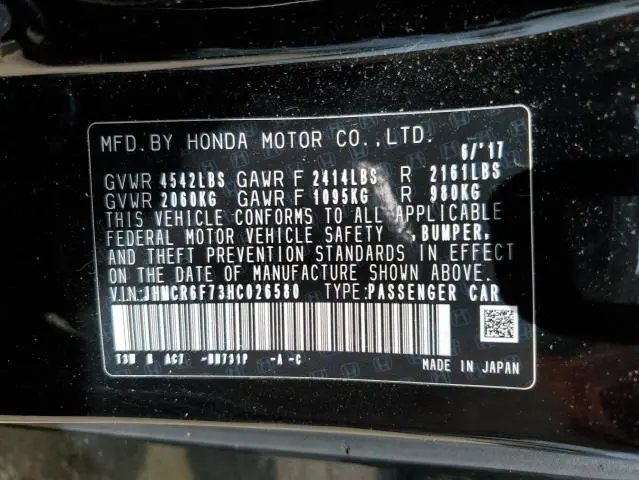 MFD. BY HONDA MOTOR CO., LTD. 6/'17
GVWR 4542LBS GAWR F 2414LBS R 2161LBS
GVWR 2060KG GAWR F 1095KG R 980KG
THIS VEHICLE CONFORMS TO ALL APPLICABLE
FEDERAL MOTOR VEHICLE SAFETY ,BUMPER,
AND THEFT PREVENTION STANDARDS IN EFFECT
ON THE DATE OF MANUFACTURE SHOWN ABOVE.
V.I.N: JHMCR6F73HC026580 TYPE:PASSENGER CAR
-NH731P -A -C
MADE IN JAPAN